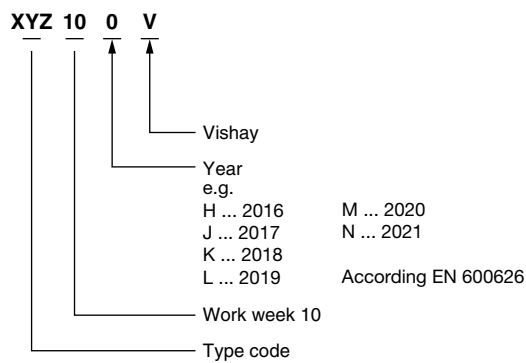 XYZ 10 0 V
Vishay
Year
e.g.
H ... 2016 M ... 2020
J ... 2017 N ... 2021
K ... 2018
L ... 2019 According EN 600626
Work week 10
Type code